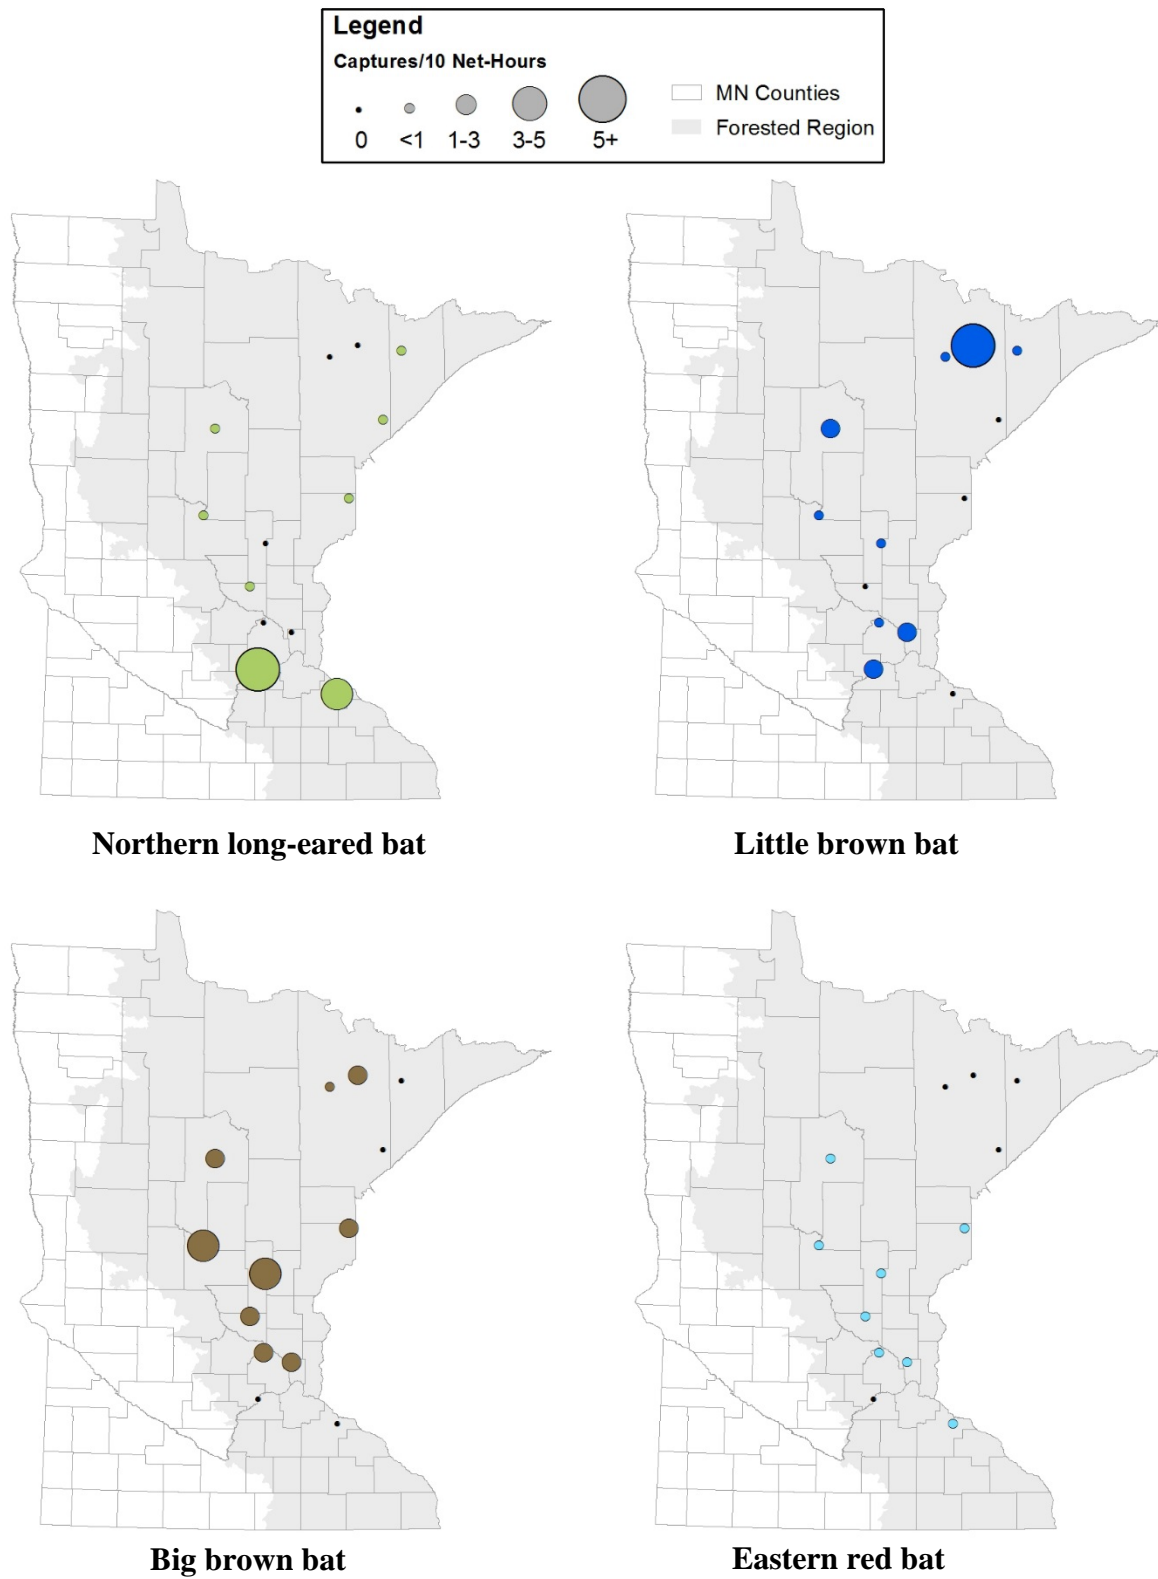 Legend
Captures/10 Net-Hours
0 <1 1-3 3-5 5+
MN Counties
Forested Region
Northern long-eared bat
Little brown bat
Big brown bat
Eastern red bat